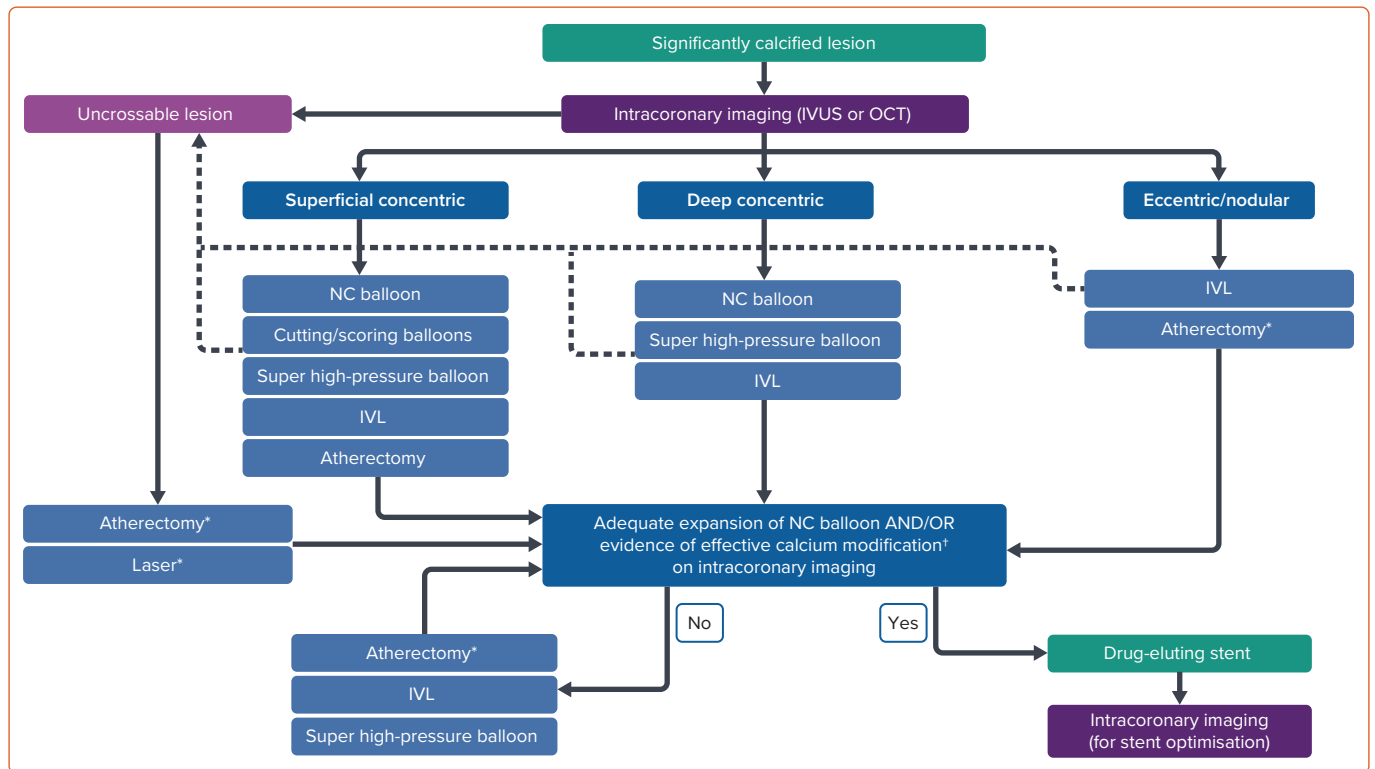 Significantly calcified lesion
Uncrossable lesion
Intracoronary imaging (IVUS or OCT)
Superficial concentric
Deep concentric
Eccentric/nodular
NC balloon
Cutting/scoring balloons
Super high-pressure balloon
IVL
Atherectomy
NC balloon
Super high-pressure balloon
IVL
IVL
Atherectomy*
Atherectomy*
Laser*
Adequate expansion of NC balloon AND/OR
evidence of effective calcium modification†
on intracoronary imaging
No
Yes
Atherectomy*
IVL
Super high-pressure balloon
Drug-eluting stent
Intracoronary imaging
(for stent optimisation)